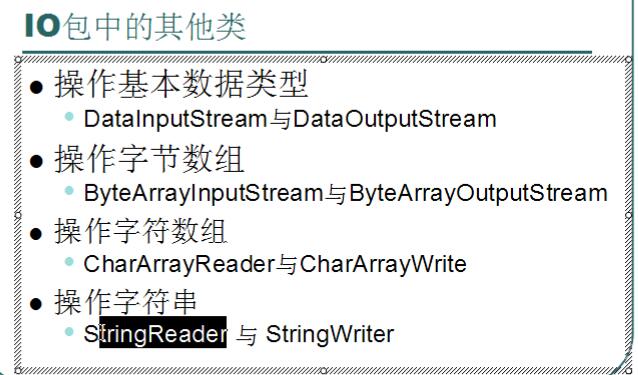 IO包中的其他类
操作基本数据类型
DataInputStream与DataOutputStream
操作字节数组
ByteArrayInputStream与ByteArrayOutputStream
操作字符数组
CharArrayReader与CharArrayWrite
操作字符串
StringReader 与 StringWriter